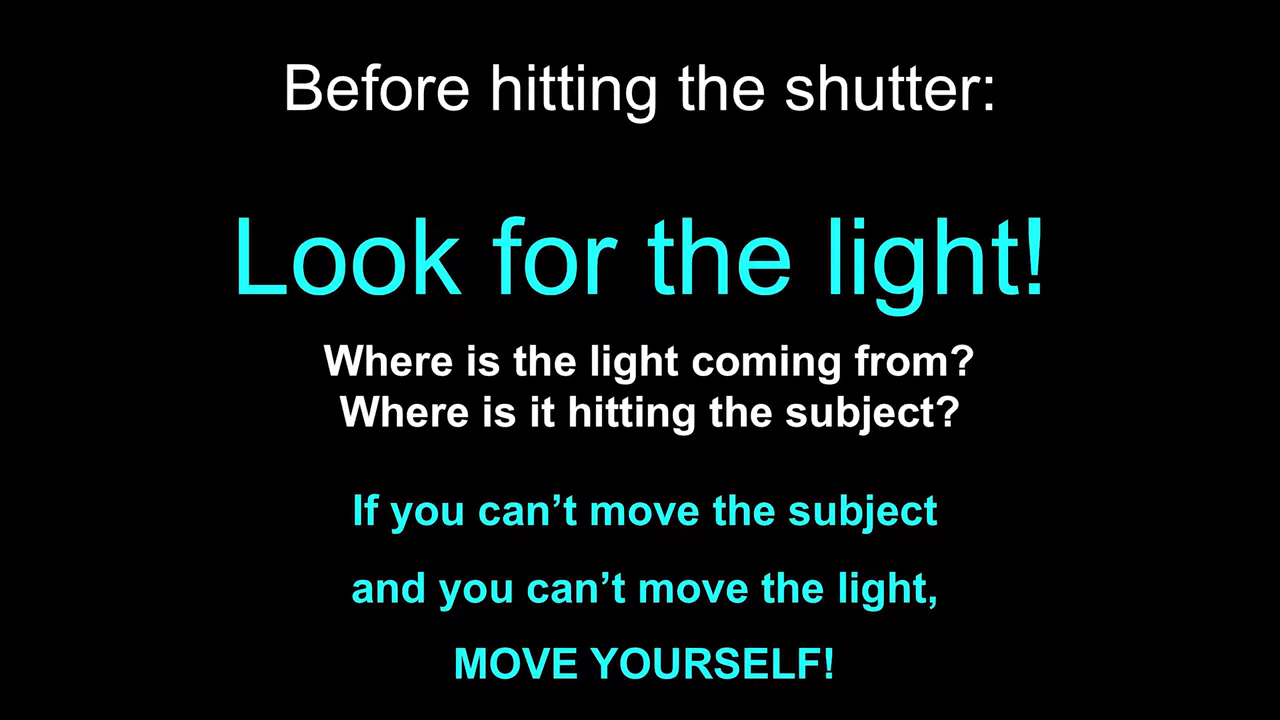 Before hitting the shutter:
Look for the light!
Where is the light coming from?
Where is it hitting the subject?
If you can’t move the subject
and you can’t move the light,
MOVE YOURSELF!